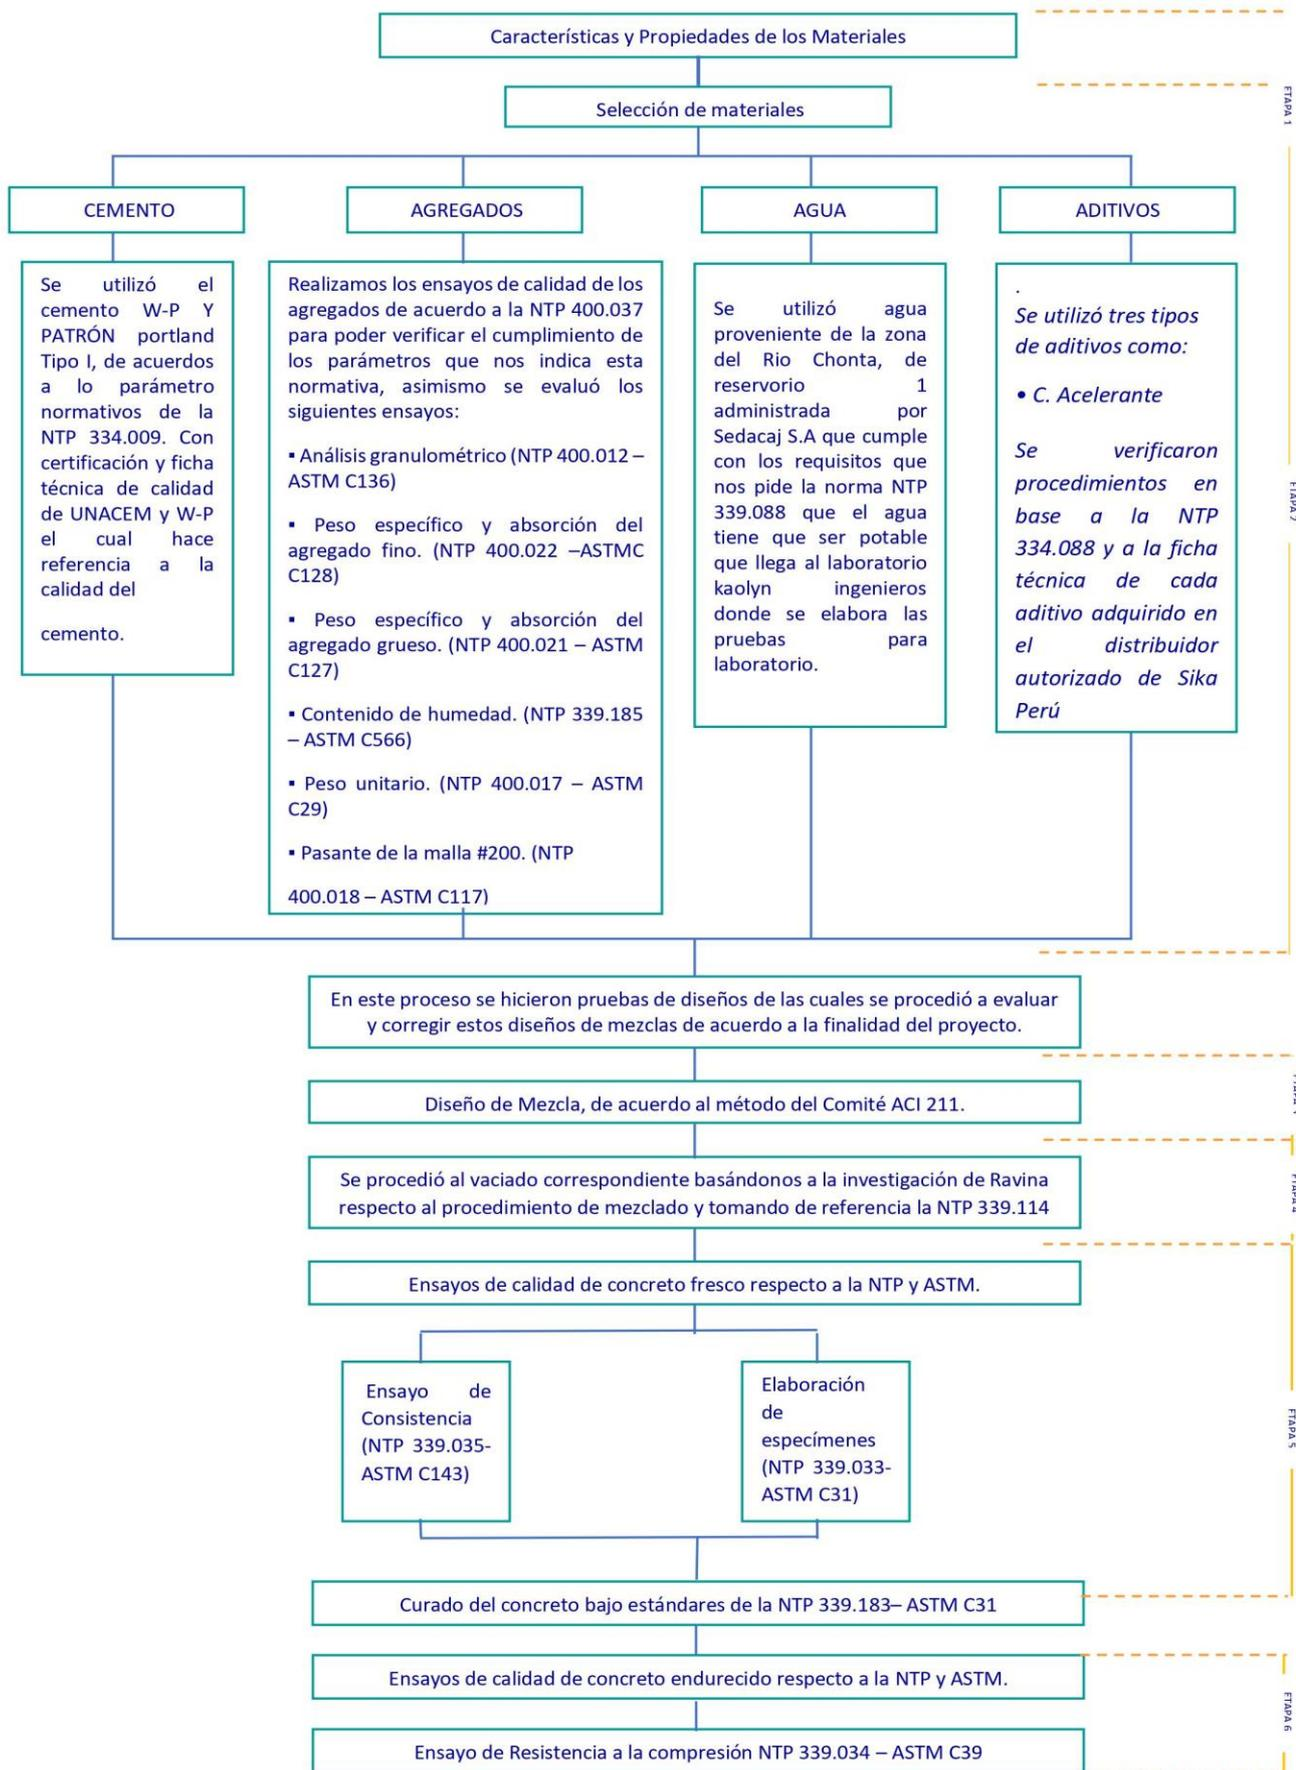 Características y Propiedades de los Materiales
ETAPA 1
Selección de materiales
CEMENTO
AGREGADOS
AGUA
ADITIVOS
Se utilizó el
cemento W-P Y
PATRÓN portland
Tipo I, de acuerdos
a lo parámetro
normativos de la
NTP 334.009. Con
certificación y ficha
técnica de calidad
de UNACEM y W-P
el cual hace
referencia a la
calidad del
cemento.
Realizamos los ensayos de calidad de los
agregados de acuerdo a la NTP 400.037
para poder verificar el cumplimiento de
los parámetros que nos indica esta
normativa, asimismo se evaluó los
siguientes ensayos:
▪ Análisis granulométrico (NTP 400.012 –
ASTM C136)
▪ Peso específico y absorción del
agregado fino. (NTP 400.022 –ASTMC
C128)
▪ Peso específico y absorción del
agregado grueso. (NTP 400.021 – ASTM
C127)
▪ Contenido de humedad. (NTP 339.185
– ASTM C566)
▪ Peso unitario. (NTP 400.017 – ASTM
C29)
▪ Pasante de la malla #200. (NTP
400.018 – ASTM C117)
Se utilizó agua
proveniente de la zona
del Rio Chonta, de
reservorio 1
administrada por
Sedacaj S.A que cumple
con los requisitos que
nos pide la norma NTP
339.088 que el agua
tiene que ser potable
que llega al laboratorio
kaolyn ingenieros
donde se elabora las
pruebas para
laboratorio.
.
Se utilizó tres tipos
de aditivos como:
• C. Acelerante
Se verificaron
procedimientos en
base a la NTP
334.088 y a la ficha
técnica de cada
aditivo adquirido en
el distribuidor
autorizado de Sika
Perú
ETAPA 2
En este proceso se hicieron pruebas de diseños de las cuales se procedió a evaluar
y corregir estos diseños de mezclas de acuerdo a la finalidad del proyecto.
Diseño de Mezcla, de acuerdo al método del Comité ACI 211.
Se procedió al vaciado correspondiente basándonos a la investigación de Ravina
respecto al procedimiento de mezclado y tomando de referencia la NTP 339.114
ETAPA 4
Ensayos de calidad de concreto fresco respecto a la NTP y ASTM.
Ensayo de
Consistencia
(NTP 339.035-
ASTM C143)
Elaboración
de
especímenes
(NTP 339.033-
ASTM C31)
ETAPA 5
Curado del concreto bajo estándares de la NTP 339.183– ASTM C31
Ensayos de calidad de concreto endurecido respecto a la NTP y ASTM.
ETAPA 6
Ensayo de Resistencia a la compresión NTP 339.034 – ASTM C39